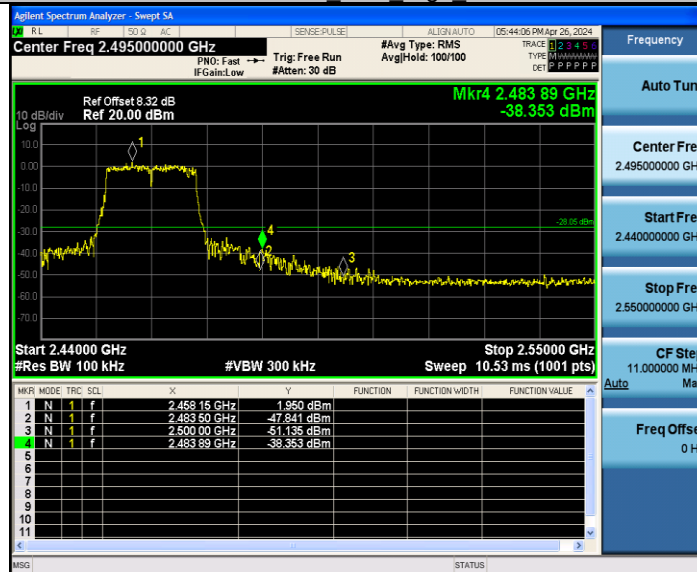 Agilent Spectrum Analyzer - Swept SA
RL RF 50 Ω AC SENSE:PULSE ALIGN AUTO 05:44:06 PM Apr 26, 2024
Center Freq 2.495000000 GHz
PNO: Fast
IFGain:Low
Trig: Free Run
#Atten: 30 dB
#Avg Type: RMS
Avg|Hold: 100/100
TRACE 1 2 3 4 5 6
TYPE M
DET P P P P P P
Frequency
Auto Tun
Center Fre
2.495000000 GH
Start Fre
2.440000000 GH
Stop Fre
2.550000000 GH
CF Ste
11.000000 MH
Auto Ma
Freq Offse
0 H
Mkr4 2.483 89 GHz
-38.353 dBm
Ref Offset 8.32 dB
10 dB/div Ref 20.00 dBm
Log
10.0
0.00
-10.0
-20.0
-30.0
-40.0
-50.0
-60.0
-70.0
1
4
2
3
-28.05 dBm
Start 2.44000 GHz Stop 2.55000 GHz
#Res BW 100 kHz #VBW 300 kHz Sweep 10.53 ms (1001 pts)
MKR MODE TRC SCL X Y FUNCTION FUNCTION WIDTH FUNCTION VALUE
1 N 1 f 2.458 15 GHz 1.950 dBm
2 N 1 f 2.483 50 GHz -47.841 dBm
3 N 1 f 2.500 00 GHz -51.135 dBm
4 N 1 f 2.483 89 GHz -38.353 dBm
5
6
7
8
9
10
11
MSG STATUS